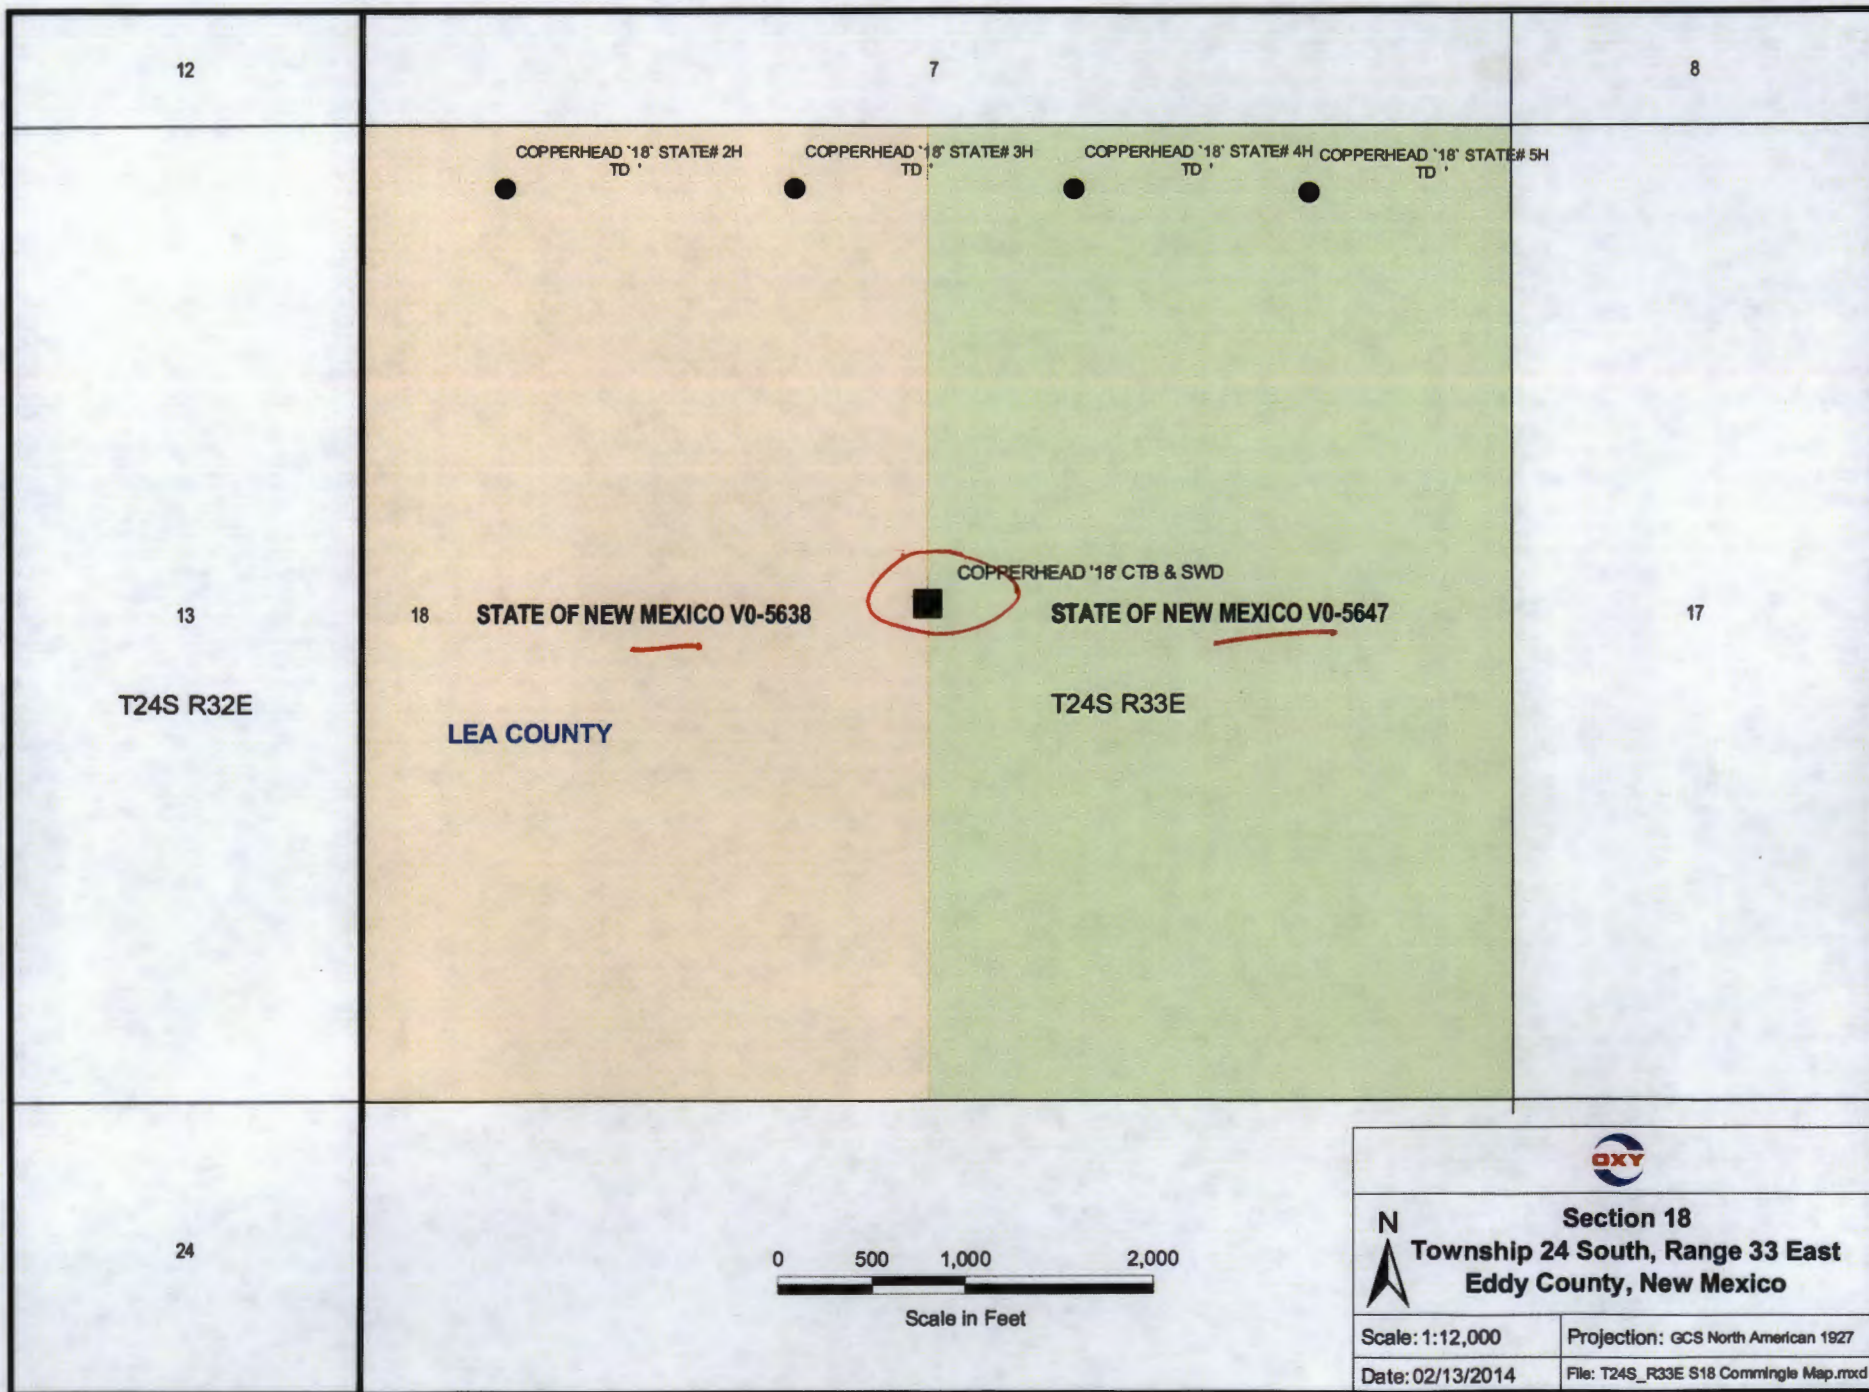 12
7
8
COPPERHEAD '18' STATE# 2H
TD '
COPPERHEAD '18' STATE# 3H
TD '
COPPERHEAD '18' STATE# 4H
TD '
COPPERHEAD '18' STATE# 5H
TD '
COPPERHEAD '18' CTB & SWD
13
18
STATE OF NEW MEXICO V0-5638
STATE OF NEW MEXICO V0-5647
17
T24S R32E
T24S R33E
LEA COUNTY
24
0 500 1,000 2,000
Scale in Feet
OXY
N
Section 18
Township 24 South, Range 33 East
Eddy County, New Mexico
Scale: 1:12,000
Projection: GCS North American 1927
Date: 02/13/2014
File: T24S_R33E S18 Commingle Map.mxd